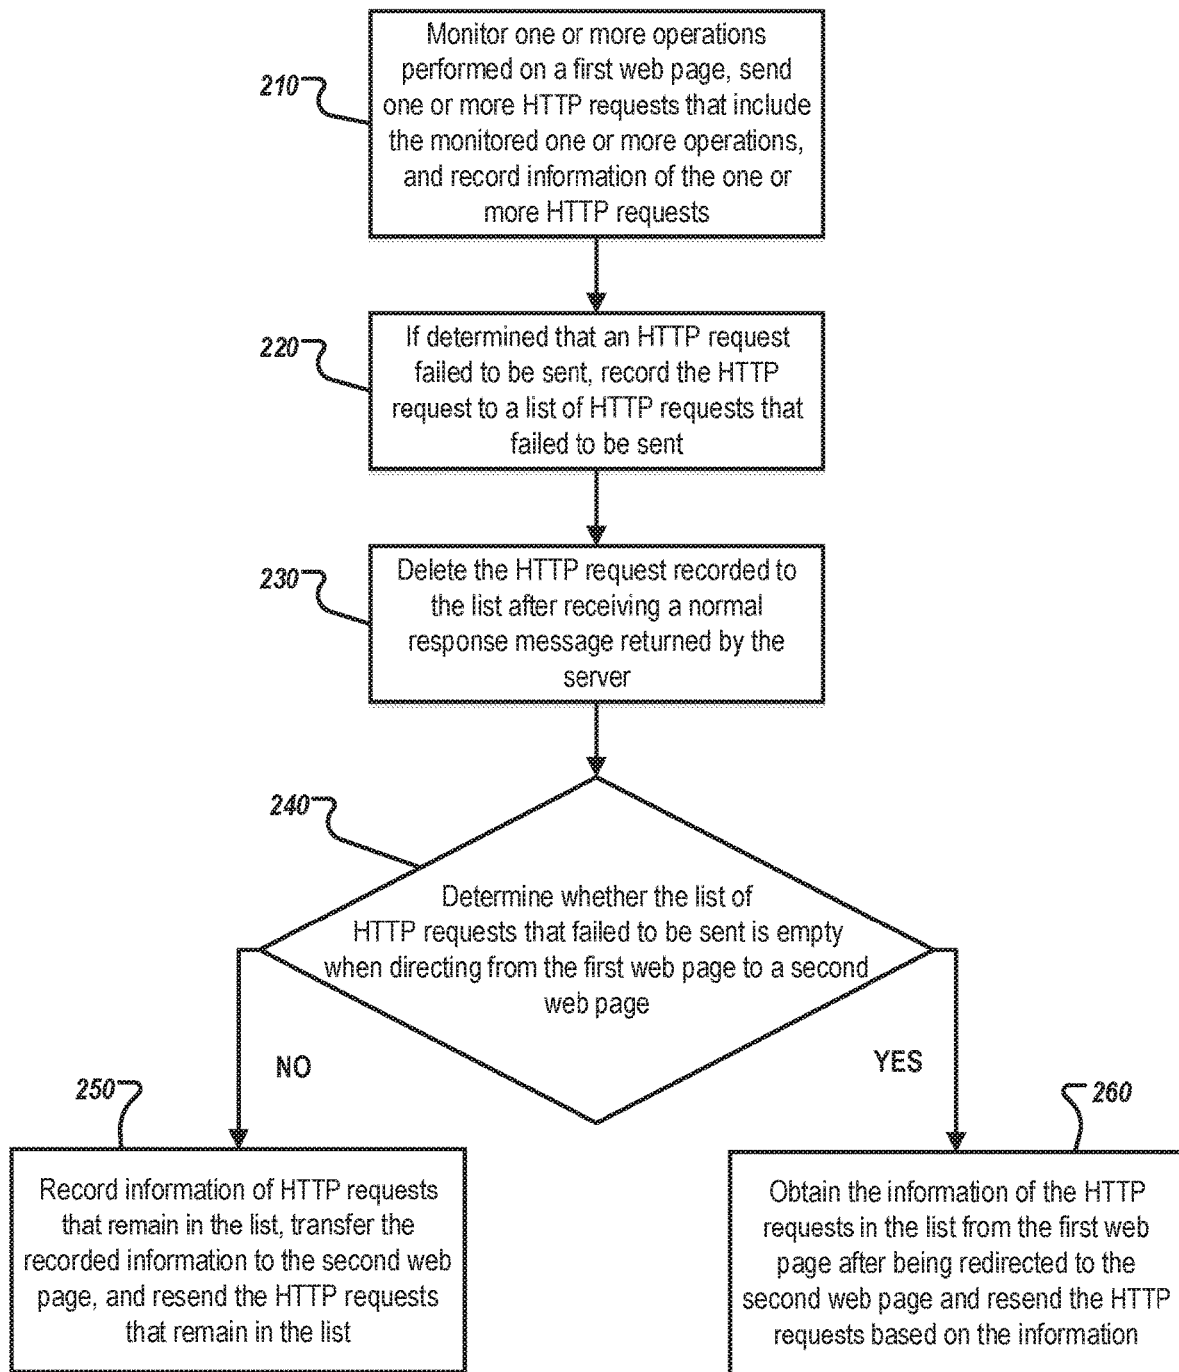 210
Monitor one or more operations
performed on a first web page, send
one or more HTTP requests that include
the monitored one or more operations,
and record information of the one or
more HTTP requests
220
If determined that an HTTP request
failed to be sent, record the HTTP
request to a list of HTTP requests that
failed to be sent
230
Delete the HTTP request recorded to
the list after receiving a normal
response message returned by the
server
240
Determine whether the list of
HTTP requests that failed to be sent is empty
when directing from the first web page to a second
web page
NO
YES
250
Record information of HTTP requests
that remain in the list, transfer the
recorded information to the second web
page, and resend the HTTP requests
that remain in the list
260
Obtain the information of the HTTP
requests in the list from the first web
page after being redirected to the
second web page and resend the HTTP
requests based on the information